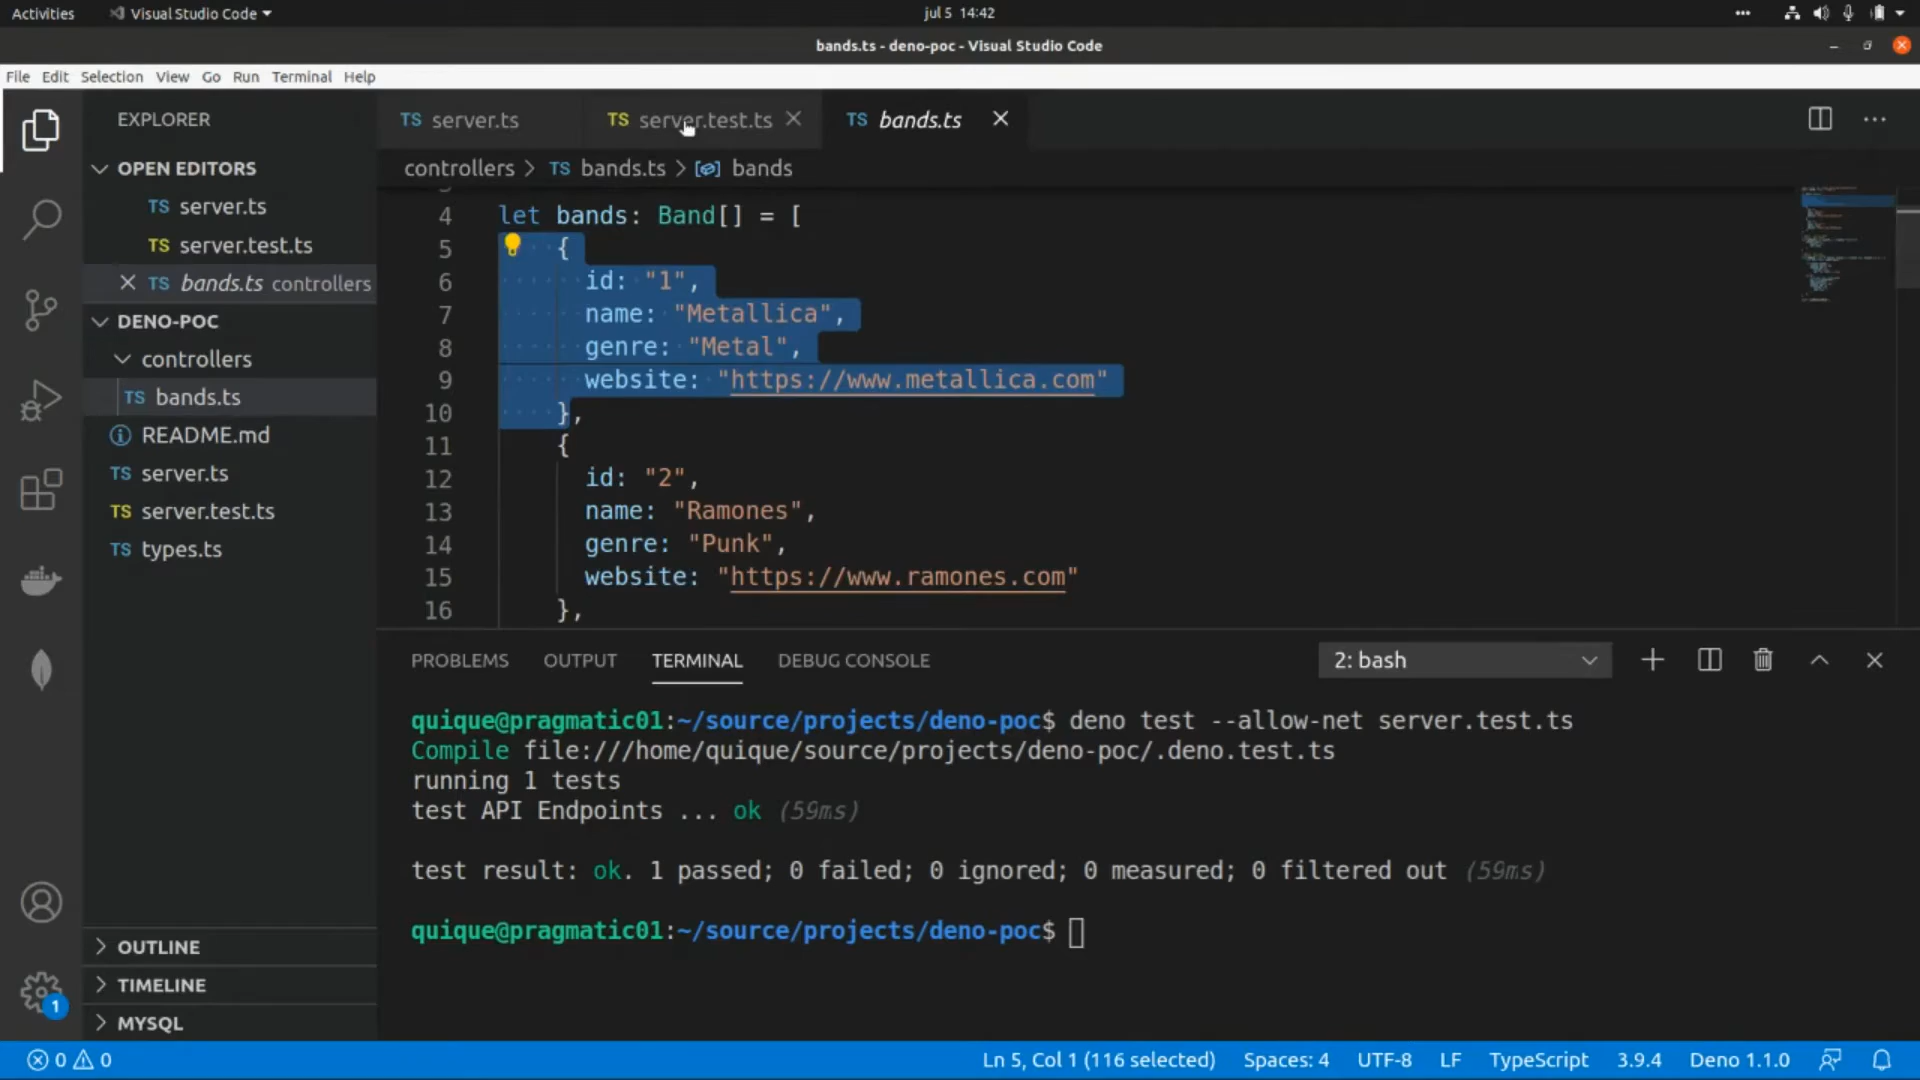 Activities
Visual Studio Code
jul 5 14:42
bands.ts - deno-poc - Visual Studio Code
File Edit Selection View Go Run Terminal Help
EXPLORER
OPEN EDITORS
TS server.ts
TS server.test.ts
TS bands.ts controllers
DENO-POC
controllers
TS bands.ts
README.md
TS server.ts
TS server.test.ts
TS types.ts
OUTLINE
TIMELINE
MYSQL
1
TS server.ts
TS server.test.ts
TS bands.ts
controllers > TS bands.ts > bands
4 let bands: Band[] = [
5 {
6 id: "1",
7 name: "Metallica",
8 genre: "Metal",
9 website: "https://www.metallica.com"
10 },
11 {
12 id: "2",
13 name: "Ramones",
14 genre: "Punk",
15 website: "https://www.ramones.com"
16 },
PROBLEMS OUTPUT TERMINAL DEBUG CONSOLE
2: bash
quique@pragmatic01:~/source/projects/deno-poc$ deno test --allow-net server.test.ts
Compile file:///home/quique/source/projects/deno-poc/.deno.test.ts
running 1 tests
test API Endpoints ... ok (59ms)
test result: ok. 1 passed; 0 failed; 0 ignored; 0 measured; 0 filtered out (59ms)
quique@pragmatic01:~/source/projects/deno-poc$
0 0
Ln 5, Col 1 (116 selected) Spaces: 4 UTF-8 LF TypeScript 3.9.4 Deno 1.1.0